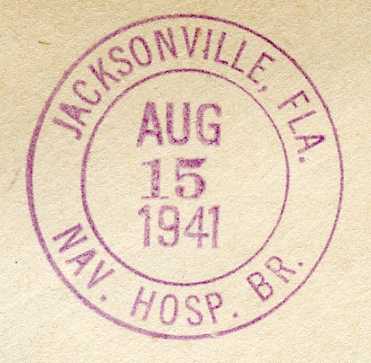 JACKSONVILLE, FLA.
AUG
15
1941
NAV. HOSP. BR.